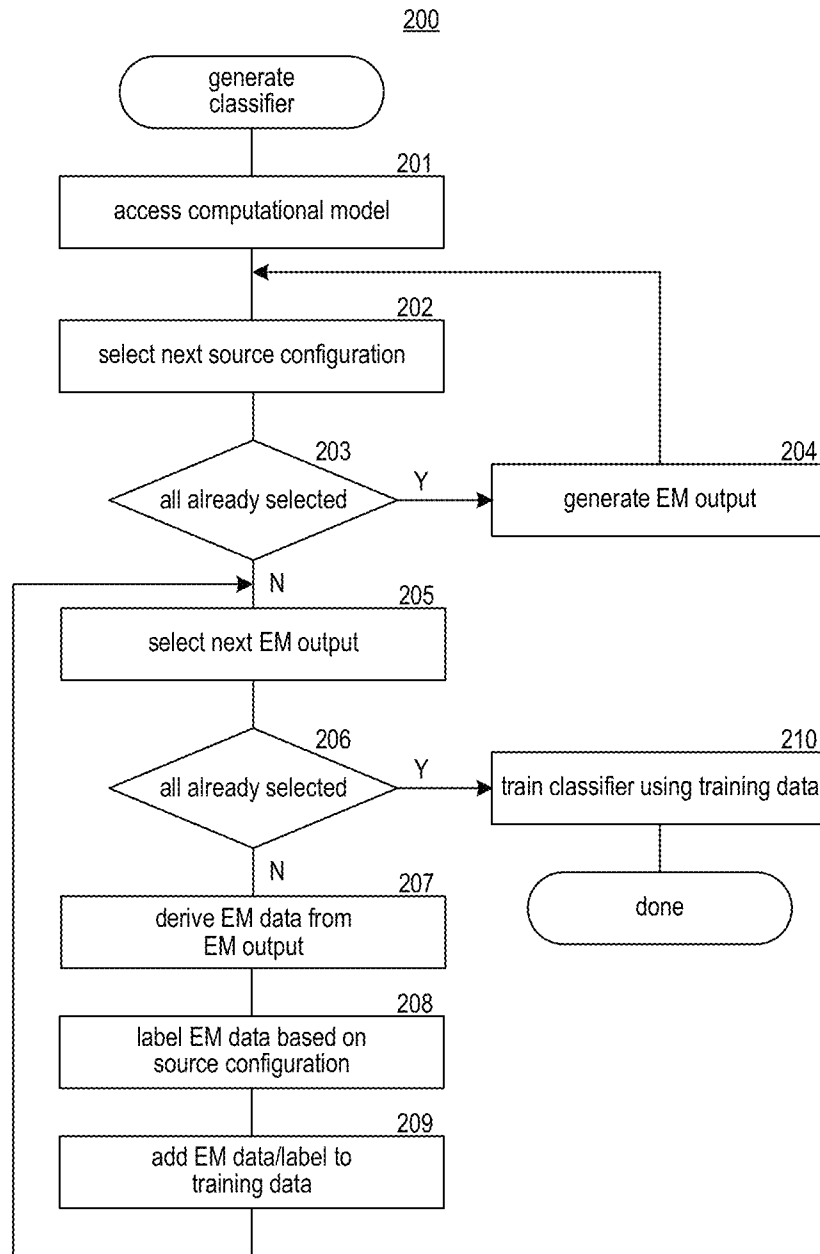 200
generate
classifier
201
access computational model
202
select next source configuration
203
all already selected
Y
204
generate EM output
N
205
select next EM output
206
all already selected
Y
210
train classifier using training data
N
207
derive EM data from
EM output
done
208
label EM data based on
source configuration
209
add EM data/label to
training data